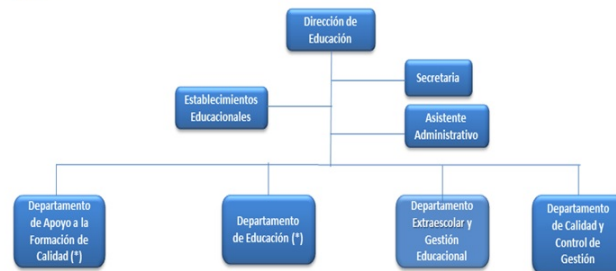 Dirección de
Educación
Secretaria
Establecimientos
Educacionales
Asistente
Administrativo
Departamento
de Apoyo a la
Formación de
Calidad (*)
Departamento
de Educación (*)
Departamento
Extraescolar y
Gestión
Educacional
Departamento
de Calidad y
Control de
Gestión